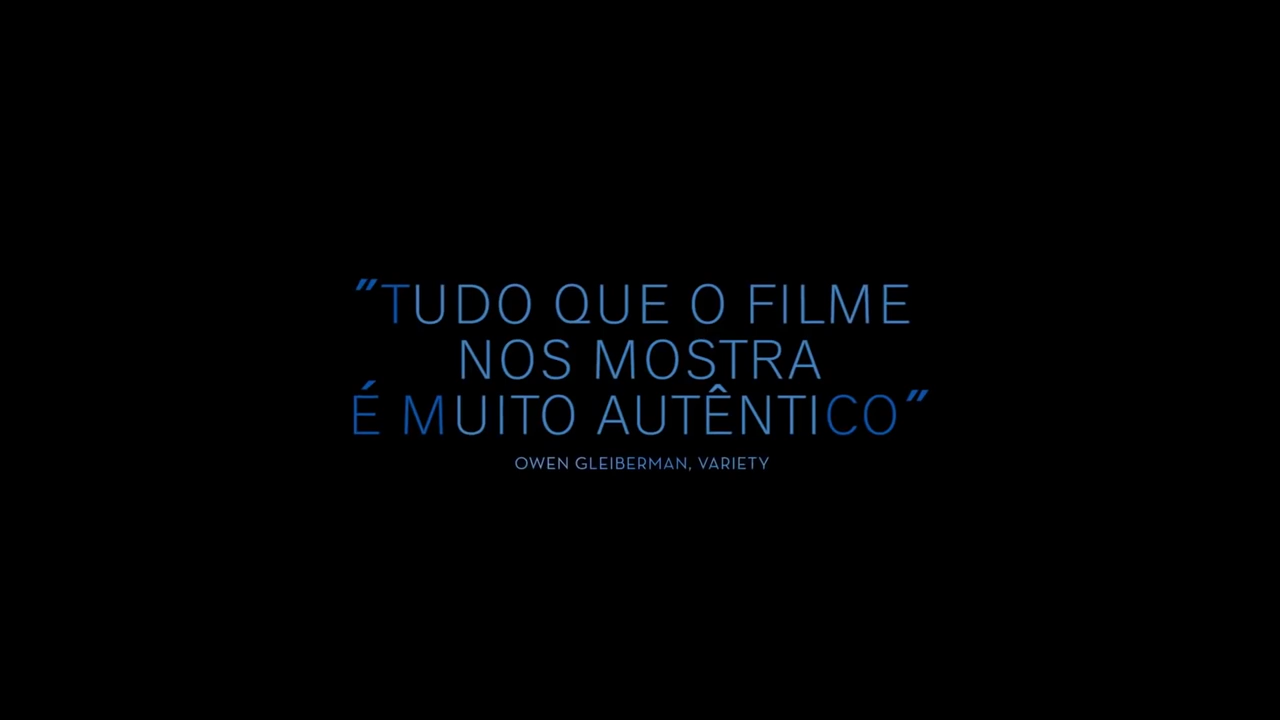 "TUDO QUE O FILME
NOS MOSTRA
É MUITO AUTÊNTICO"
OWEN GLEIBERMAN, VARIETY